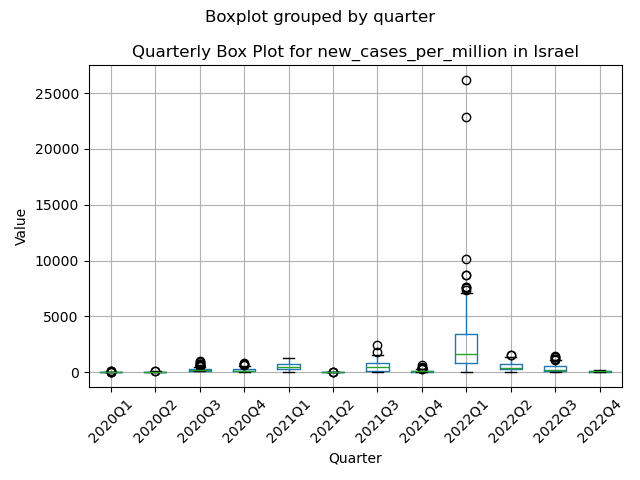 Boxplot grouped by quarter
Quarterly Box Plot for new_cases_per_million in Israel
25000
20000
15000
10000
5000
0
Value
2020Q1
2020Q2
2020Q3
2020Q4
2021Q1
2021Q2
2021Q3
2021Q4
2022Q1
2022Q2
2022Q3
2022Q4
Quarter